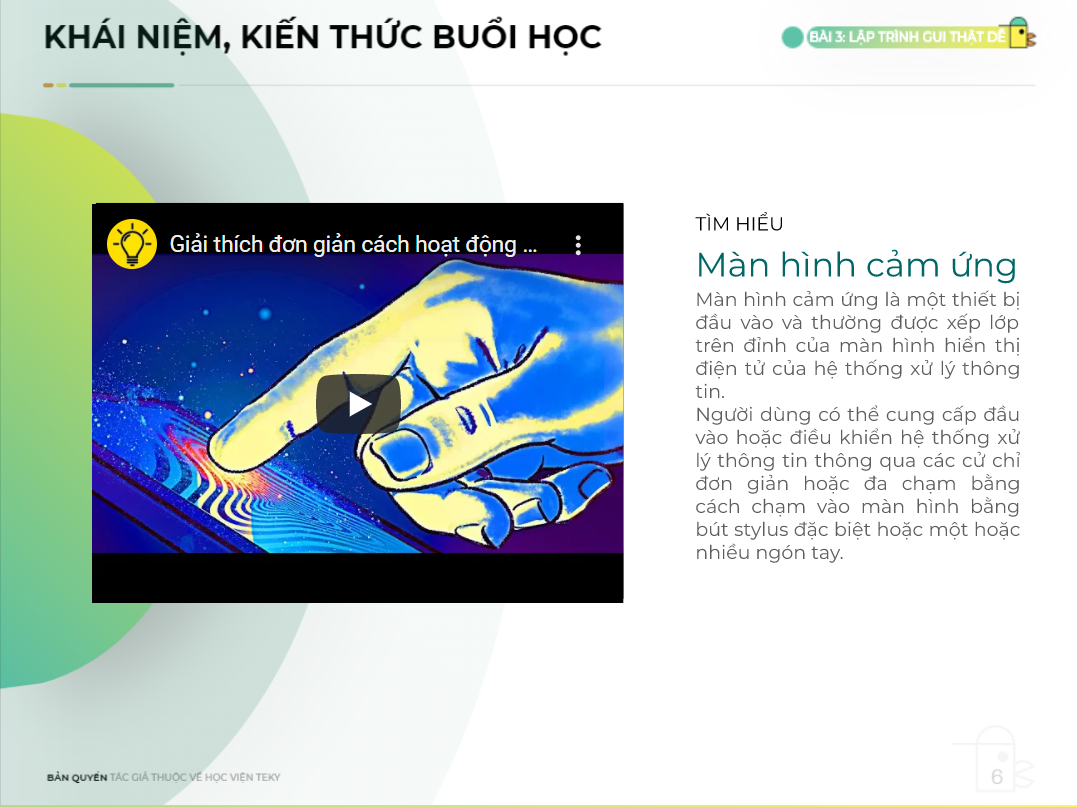 KHÁI NIỆM, KIẾN THỨC BUỔI HỌC
BÀI 3: LẬP TRÌNH GUI THẬT DỄ
Giải thích đơn giản cách hoạt động ...
TÌM HIỂU
Màn hình cảm ứng
Màn hình cảm ứng là một thiết bị
đầu vào và thường được xếp lớp
trên đỉnh của màn hình hiển thị
điện tử của hệ thống xử lý thông
tin.
Người dùng có thể cung cấp đầu
vào hoặc điều khiển hệ thống xử
lý thông tin thông qua các cử chỉ
đơn giản hoặc đa chạm bằng
cách chạm vào màn hình bằng
bút stylus đặc biệt hoặc một hoặc
nhiều ngón tay.
BẢN QUYỀN TÁC GIẢ THUỘC VỀ HỌC VIỆN TEKY
6